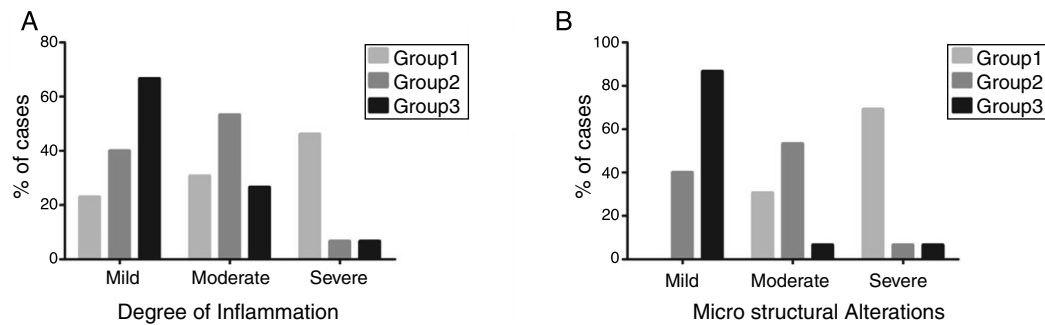 A
80
60
40
20
0
% of cases
Group1
Group2
Group3
Mild Moderate Severe
Degree of Inflammation
B
100
80
60
40
20
0
% of cases
Group1
Group2
Group3
Mild Moderate Severe
Micro structural Alterations